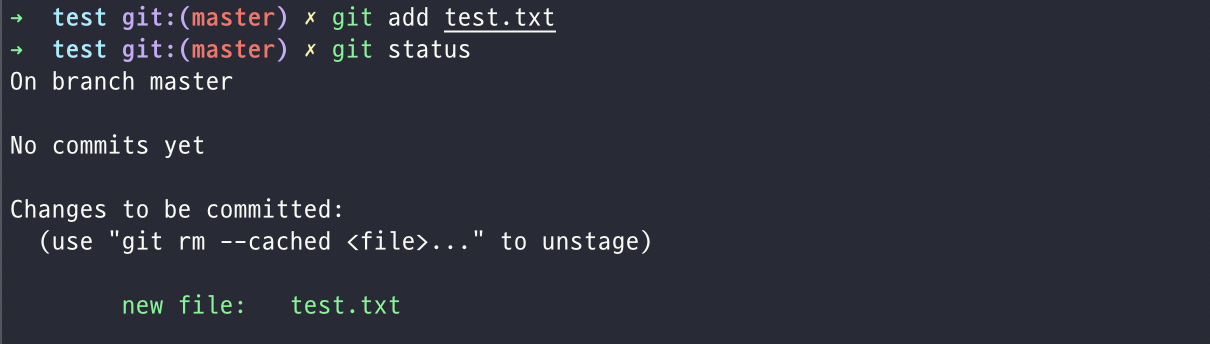 ➜  test git:(master) ✗ git add test.txt
➜  test git:(master) ✗ git status
On branch master
No commits yet
Changes to be committed:
  (use "git rm --cached <file>..." to unstage)
        new file:   test.txt